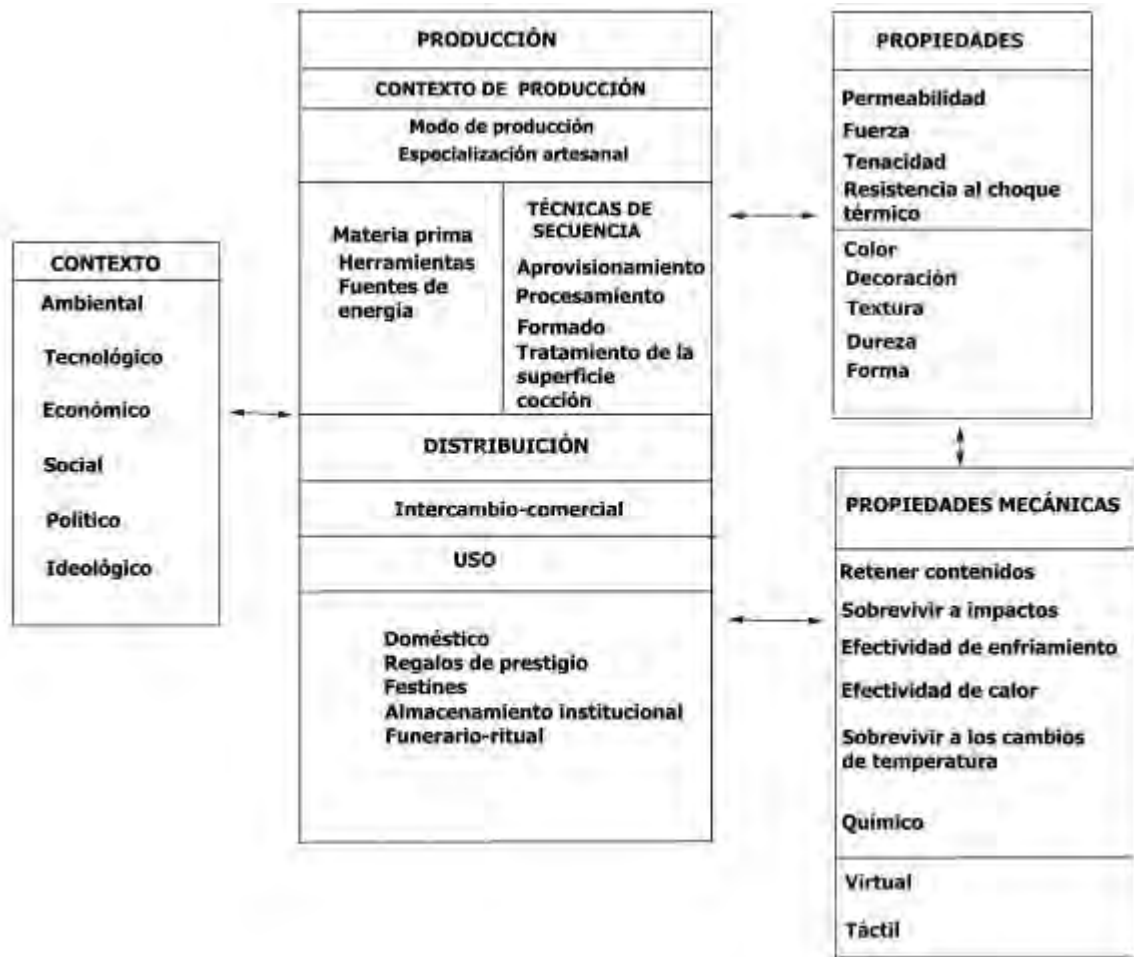 CONTEXTO
Ambiental
Tecnológico
Económico
Social
Político
Ideológico
PRODUCCIÓN
CONTEXTO DE PRODUCCIÓN
Modo de producción
Especialización artesanal
Materia prima
Herramientas
Fuentes de
energía
TÉCNICAS DE
SECUENCIA
Aprovisionamiento
Procesamiento
Formado
Tratamiento de la
superficie
cocción
DISTRIBUICIÓN
Intercambio-comercial
USO
Doméstico
Regalos de prestigio
Festines
Almacenamiento institucional
Funerario-ritual
PROPIEDADES
Permeabilidad
Fuerza
Tenacidad
Resistencia al choque
térmico
Color
Decoración
Textura
Dureza
Forma
PROPIEDADES MECÁNICAS
Retener contenidos
Sobrevivir a impactos
Efectividad de enfriamiento
Efectividad de calor
Sobrevivir a los cambios
de temperatura
Químico
Virtual
Táctil